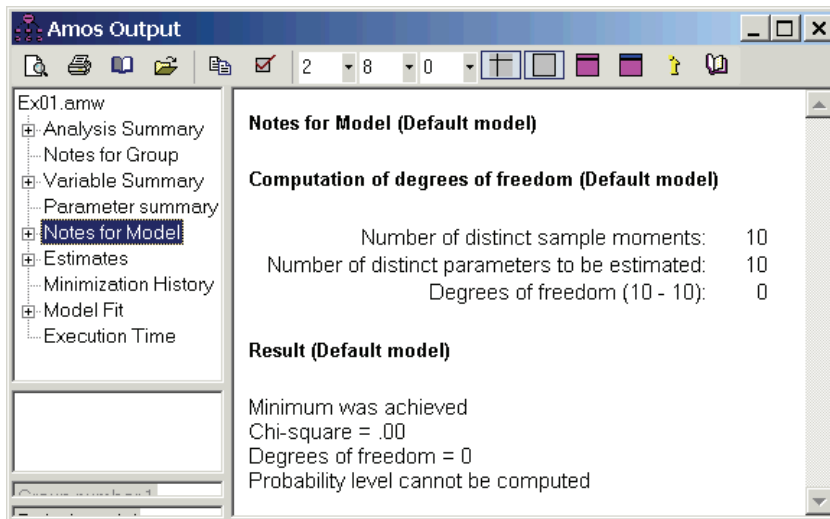 Amos Output
2 8 0
Ex01.amw
Analysis Summary
Notes for Group
Variable Summary
Parameter summary
Notes for Model
Estimates
Minimization History
Model Fit
Execution Time
Notes for Model (Default model)
Computation of degrees of freedom (Default model)
Number of distinct sample moments: 10
Number of distinct parameters to be estimated: 10
Degrees of freedom (10 - 10): 0
Result (Default model)
Minimum was achieved
Chi-square = .00
Degrees of freedom = 0
Probability level cannot be computed
Group number 1